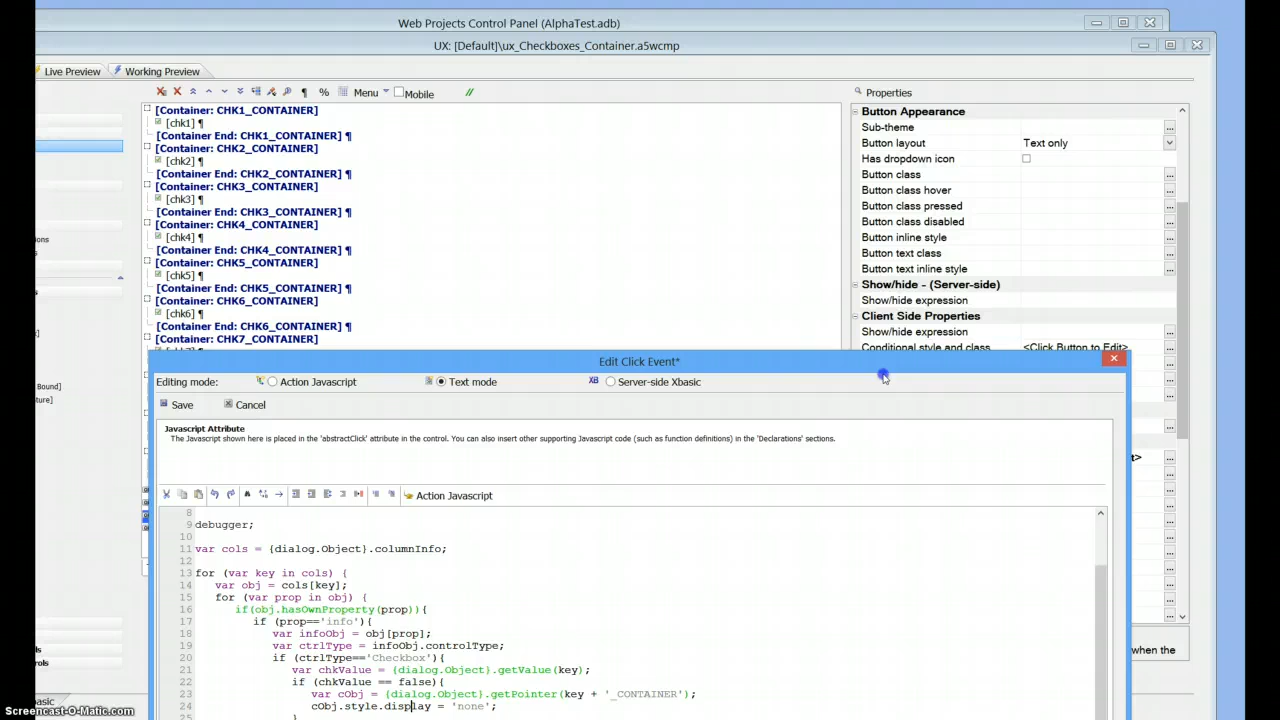 Web Projects Control Panel (AlphaTest.adb)
UX: [Default]\ux_Checkboxes_Container.a5wcmp
Live Preview
Working Preview
Menu
Mobile
Properties
[Container: CHK1_CONTAINER]
[chk1] ¶
[Container End: CHK1_CONTAINER] ¶
[Container: CHK2_CONTAINER]
[chk2] ¶
[Container End: CHK2_CONTAINER] ¶
[Container: CHK3_CONTAINER]
[chk3] ¶
[Container End: CHK3_CONTAINER] ¶
[Container: CHK4_CONTAINER]
[chk4] ¶
[Container End: CHK4_CONTAINER] ¶
[Container: CHK5_CONTAINER]
[chk5] ¶
[Container End: CHK5_CONTAINER] ¶
[Container: CHK6_CONTAINER]
[chk6] ¶
[Container End: CHK6_CONTAINER] ¶
[Container: CHK7_CONTAINER]
Button Appearance
Sub-theme
Button layout Text only
Has dropdown icon
Button class
Button class hover
Button class pressed
Button class disabled
Button inline style
Button text class
Button text inline style
Show/hide - (Server-side)
Show/hide expression
Client Side Properties
Show/hide expression
Conditional style and class <Click Button to Edit>
when the
Edit Click Event*
Editing mode: Action Javascript Text mode Server-side Xbasic
Save Cancel
Javascript Attribute
The Javascript shown here is placed in the 'abstractClick' attribute in the control. You can also insert other supporting Javascript code (such as function definitions) in the 'Declarations' sections.
Action Javascript
8
9 debugger;
10
11 var cols = {dialog.Object}.columnInfo;
12
13 for (var key in cols) {
14 var obj = cols[key];
15 for (var prop in obj) {
16 if(obj.hasOwnProperty(prop)){
17 if (prop=='info'){
18 var infoObj = obj[prop];
19 var ctrlType = infoObj.controlType;
20 if (ctrlType=='Checkbox'){
21 var chkValue = {dialog.Object}.getValue(key);
22 if (chkValue == false){
23 var cObj = {dialog.Object}.getPointer(key + '_CONTAINER');
24 cObj.style.display = 'none';
25 }
Screencast-O-Matic.com